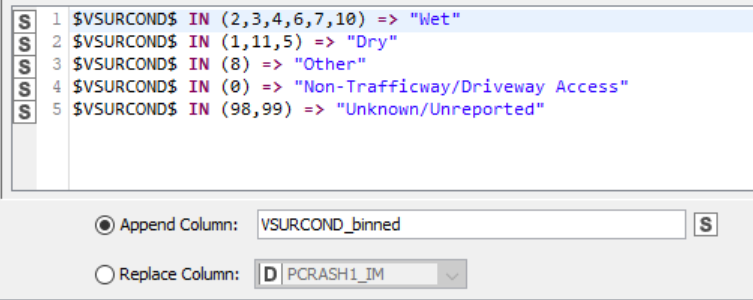 S 1 $VSURCOND$ IN (2,3,4,6,7,10) => "Wet"
S 2 $VSURCOND$ IN (1,11,5) => "Dry"
S 3 $VSURCOND$ IN (8) => "Other"
S 4 $VSURCOND$ IN (0) => "Non-Trafficway/Driveway Access"
S 5 $VSURCOND$ IN (98,99) => "Unknown/Unreported"
Append Column: VSURCOND_binned S
Replace Column: D PCRASH1_IM